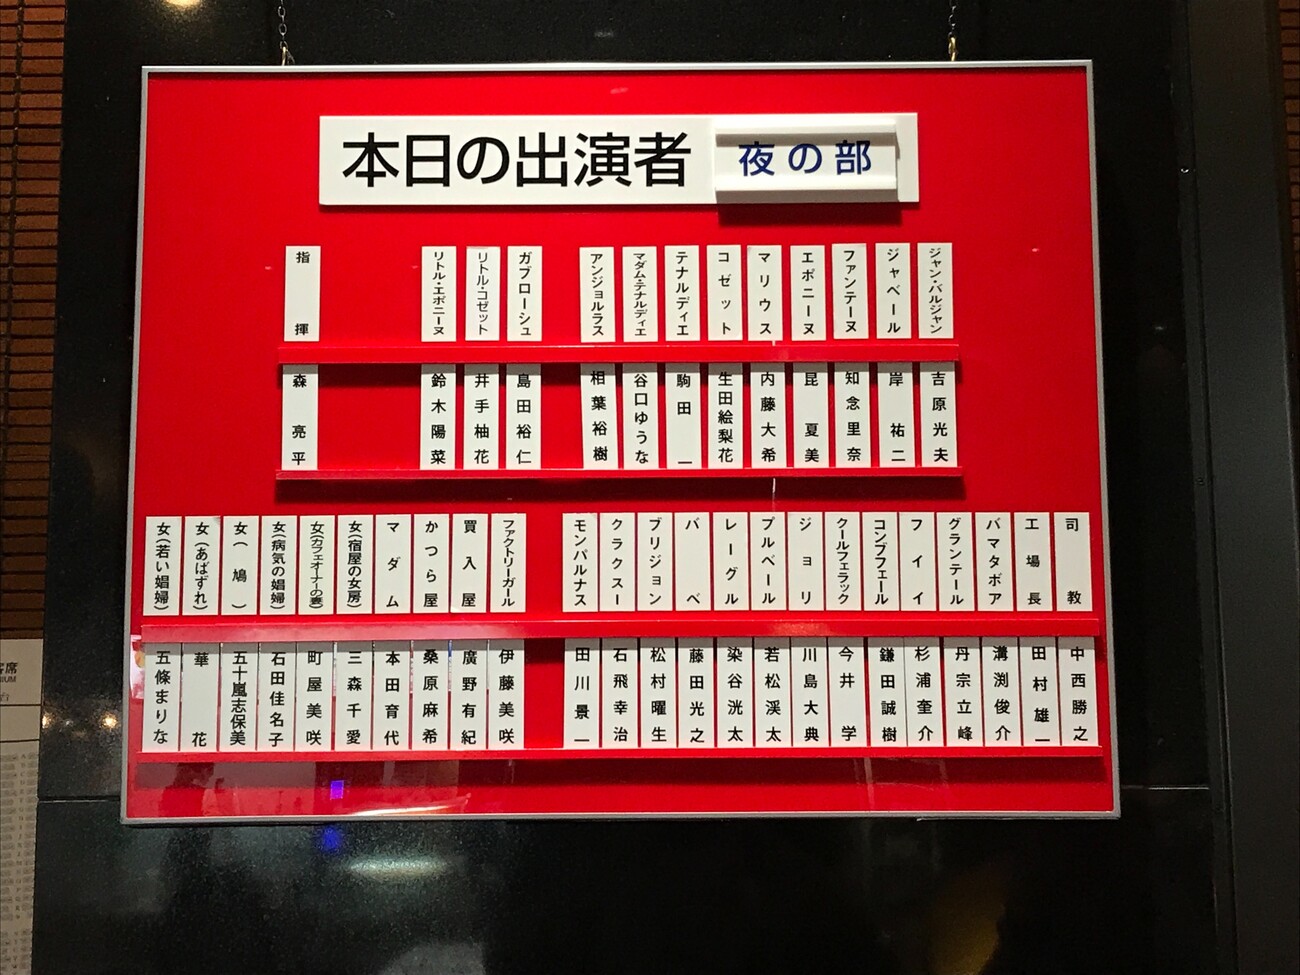 本日の出演者 夜の部
ジャン・バルジャン 吉原光夫
ジャベール 岸祐二
ファンテーヌ 知念里奈
エポニーヌ 昆夏美
マリウス 内藤大希
コゼット 生田絵梨花
テナルディエ 駒田一
マダム・テナルディエ 谷口ゆうな
アンジョルラス 相葉裕樹
ガブローシュ 島田裕仁
リトル・コゼット 井手柚花
リトル・エポニーヌ 鈴木陽菜
指揮 森亮平
司教 中西勝之
工場長 田村雄一
バマタボア 溝渕俊介
グランテール 丹宗立峰
フイイ 杉浦奎介
コンブフェール 鎌田誠樹
クールフェラック 今井学
ジョリ 川島大典
プルベール 若松渓太
レーグル 染谷洸太
バベ 藤田光之
ブリジョン 松村曜生
クラクスー 石飛幸治
モンパルナス 田川景一
ファクトリーガール 伊藤美咲
買入屋 廣野有紀
かつら屋 桑原麻希
マダム 本田育代
女(宿屋の女房) 三森千愛
女(カフェオーナーの妻) 町屋美咲
女(病気の娼婦) 石田佳名子
女(鳩) 五十嵐志保美
女(あばずれ) 華花
女(若い娼婦) 五條まりな